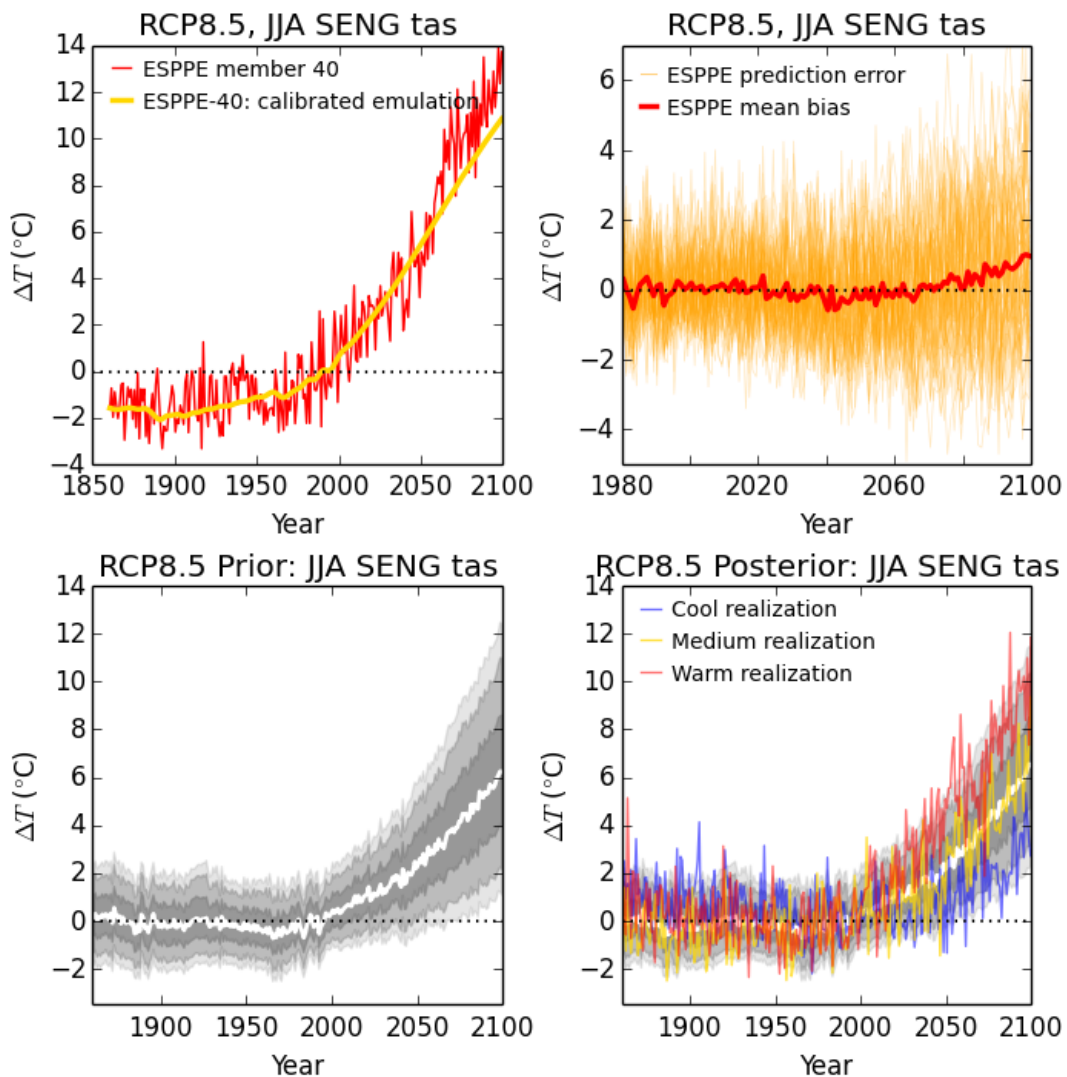 RCP8.5, JJA SENG tas
ESPPE member 40
ESPPE-40: calibrated emulation
ΔT (°C)
14
12
10
8
6
4
2
0
−2
−4
1850
1900
1950
2000
2050
2100
Year
RCP8.5, JJA SENG tas
ESPPE prediction error
ESPPE mean bias
ΔT (°C)
6
4
2
0
−2
−4
1980
2020
2060
2100
Year
RCP8.5 Prior: JJA SENG tas
ΔT (°C)
14
12
10
8
6
4
2
0
−2
1900
1950
2000
2050
2100
Year
RCP8.5 Posterior: JJA SENG tas
Cool realization
Medium realization
Warm realization
ΔT (°C)
14
12
10
8
6
4
2
0
−2
1900
1950
2000
2050
2100
Year